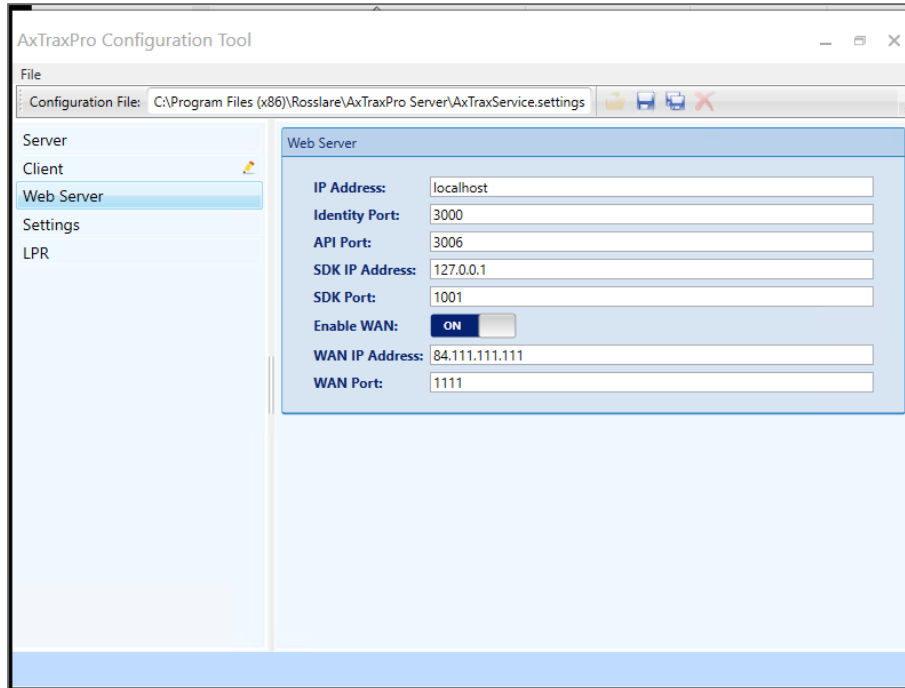 AxTraxPro Configuration Tool
File
Configuration File: C:\Program Files (x86)\Rosslare\AxTraxPro Server\AxTraxService.settings
Server
Client
Web Server
Settings
LPR
Web Server
IP Address: localhost
Identity Port: 3000
API Port: 3006
SDK IP Address: 127.0.0.1
SDK Port: 1001
Enable WAN: ON
WAN IP Address: 84.111.111.111
WAN Port: 1111